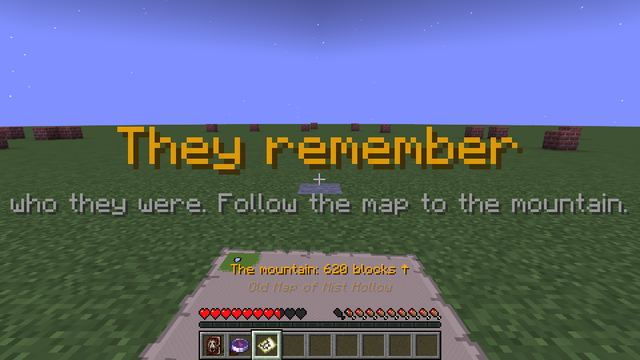 They remember
who they were. Follow the map to the mountain.
The mountain: 620 blocks ↑
Old Map of Mist Hollow